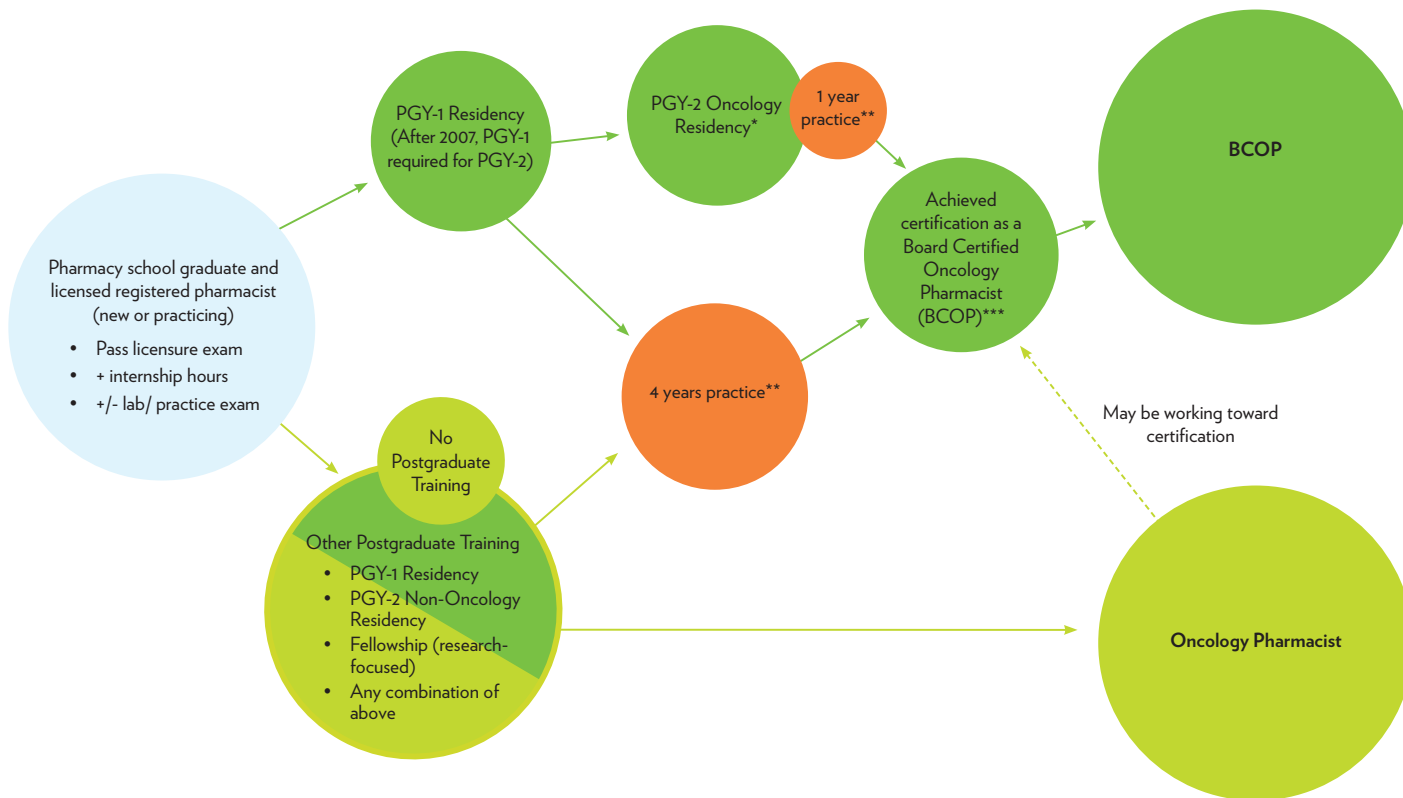 Pharmacy school graduate and
licensed registered pharmacist
(new or practicing)
• Pass licensure exam
• + internship hours
• +/- lab/ practice exam
PGY-1 Residency
(After 2007, PGY-1
required for PGY-2)
PGY-2 Oncology
Residency*
1 year
practice**
4 years practice**
No
Postgraduate
Training
Other Postgraduate Training
• PGY-1 Residency
• PGY-2 Non-Oncology
Residency
• Fellowship (research-
focused)
• Any combination of
above
Achieved
certification as a
Board Certified
Oncology
Pharmacist
(BCOP)***
BCOP
May be working toward
certification
Oncology Pharmacist